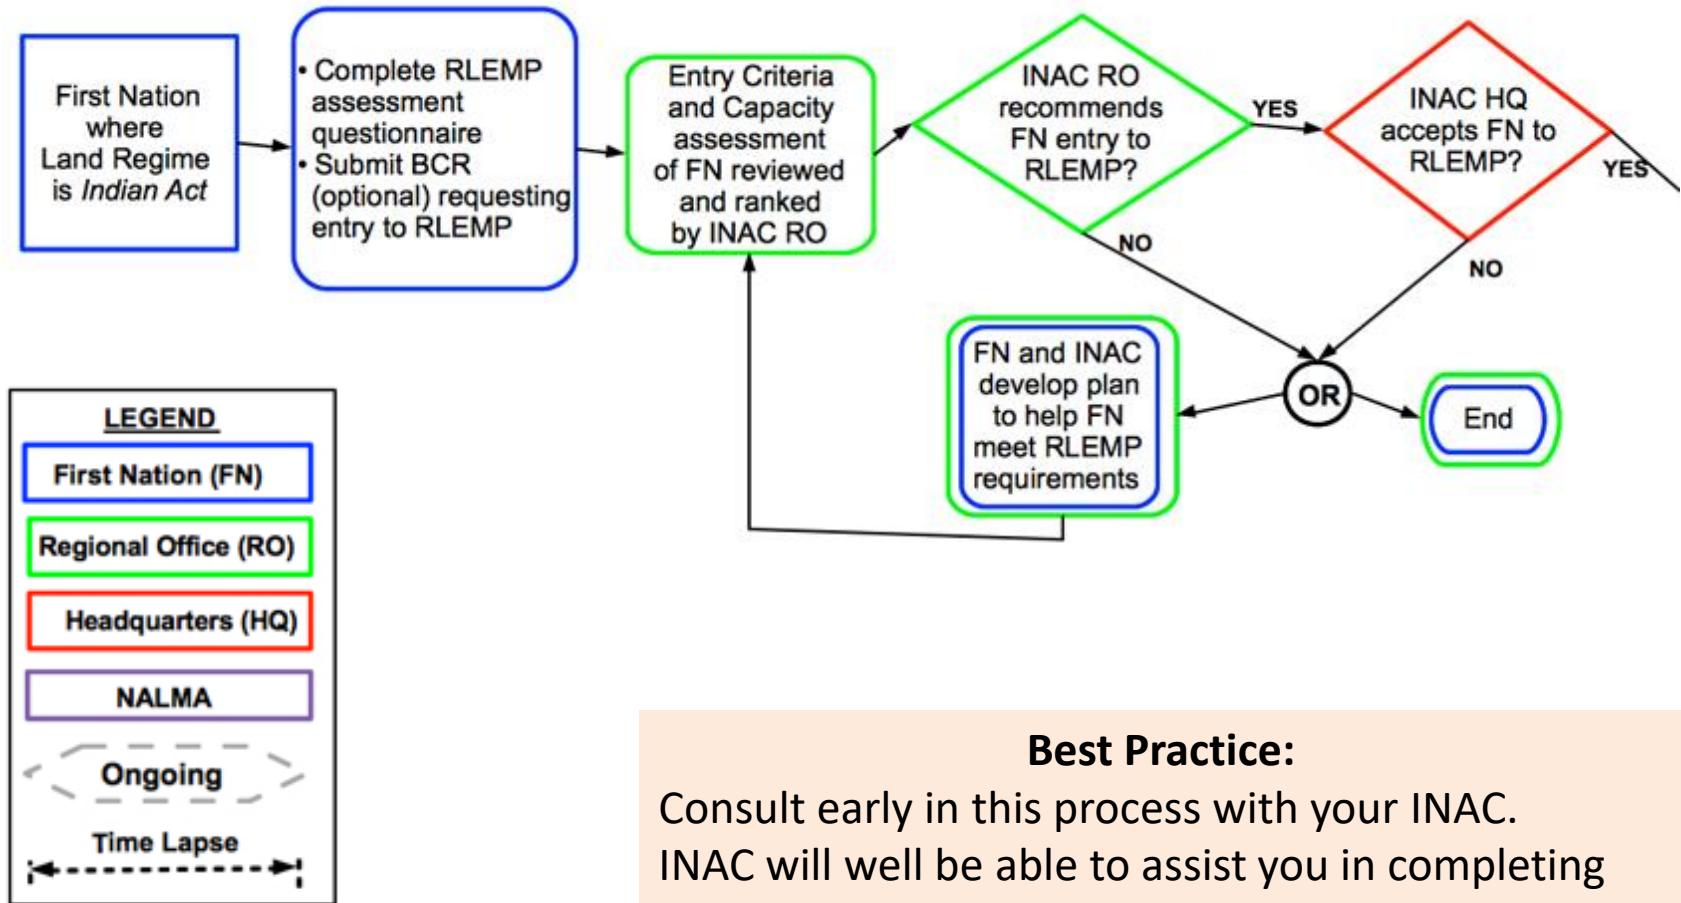 First Nation
where
Land Regime
is Indian Act
• Complete RLEMP
assessment
questionnaire
• Submit BCR
(optional) requesting
entry to RLEMP
Entry Criteria
and Capacity
assessment
of FN reviewed
and ranked
by INAC RO
INAC RO
recommends
FN entry to
RLEMP?
YES
NO
INAC HQ
accepts FN to
RLEMP?
YES
NO
FN and INAC
develop plan
to help FN
meet RLEMP
requirements
OR
End
LEGEND
First Nation (FN)
Regional Office (RO)
Headquarters (HQ)
NALMA
Ongoing
Time Lapse
Best Practice:
Consult early in this process with your INAC.
INAC will well be able to assist you in completing